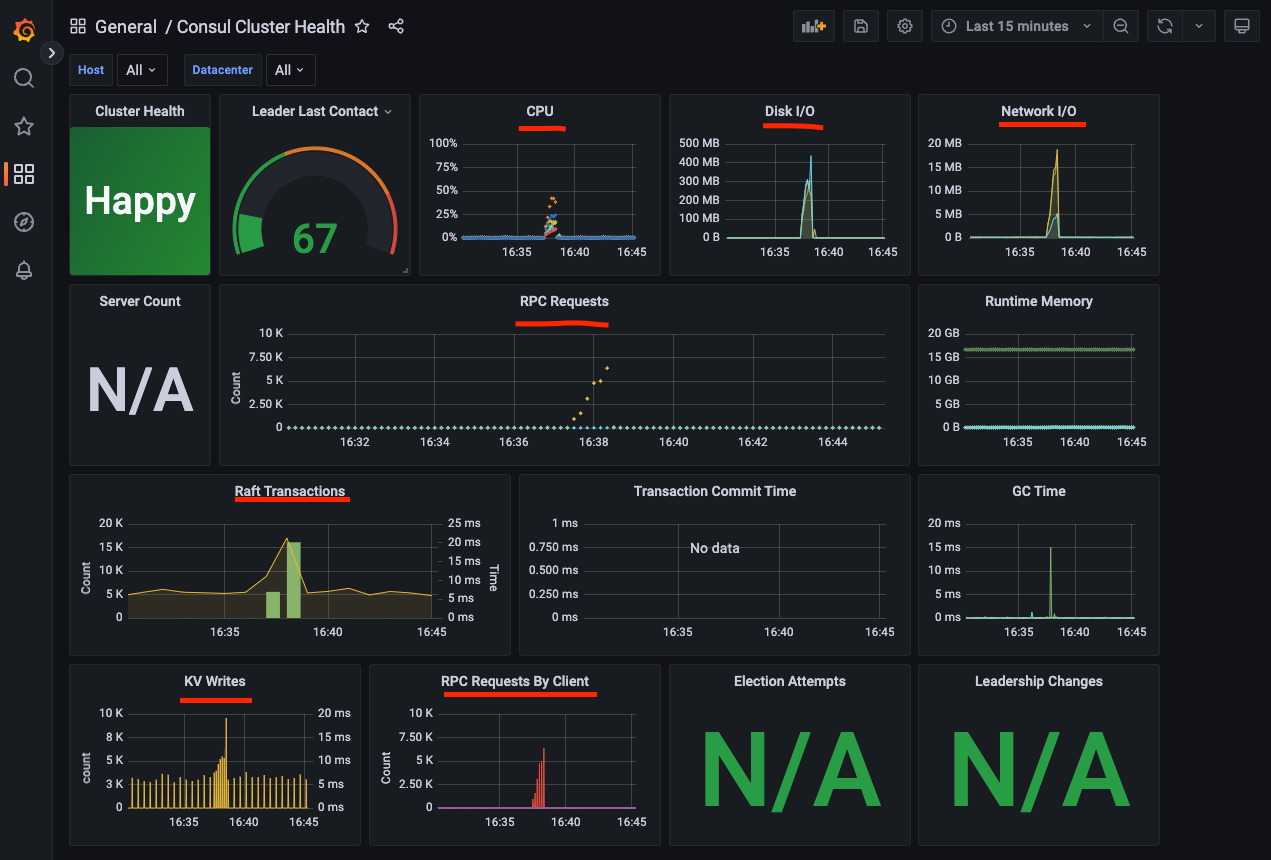 General / Consul Cluster Health
Last 15 minutes
Host All Datacenter All
Cluster Health
Happy
Leader Last Contact
67
CPU
100%
75%
50%
25%
0%
16:35 16:40 16:45
Disk I/O
500 MB
400 MB
300 MB
200 MB
100 MB
0 B
16:35 16:40 16:45
Network I/O
20 MB
15 MB
10 MB
5 MB
0 B
16:35 16:40 16:45
Server Count
N/A
RPC Requests
Count
10 K
7.50 K
5 K
2.50 K
0
16:32 16:34 16:36 16:38 16:40 16:42 16:44
Runtime Memory
20 GB
15 GB
10 GB
5 GB
0 B
16:35 16:40 16:45
Raft Transactions
Count
20 K
15 K
10 K
5 K
0
25 ms
20 ms
15 ms
10 ms
5 ms
0 ms
Time
16:35 16:40 16:45
Transaction Commit Time
1 ms
0.750 ms
0.500 ms
0.250 ms
0 ms
No data
16:35 16:40 16:45
GC Time
20 ms
15 ms
10 ms
5 ms
0 ms
16:35 16:40 16:45
KV Writes
count
10 K
8 K
5 K
3 K
0
20 ms
15 ms
10 ms
5 ms
0 ms
16:35 16:40 16:45
RPC Requests By Client
Count
10 K
7.50 K
5 K
2.50 K
0
16:35 16:40 16:45
Election Attempts
N/A
Leadership Changes
N/A